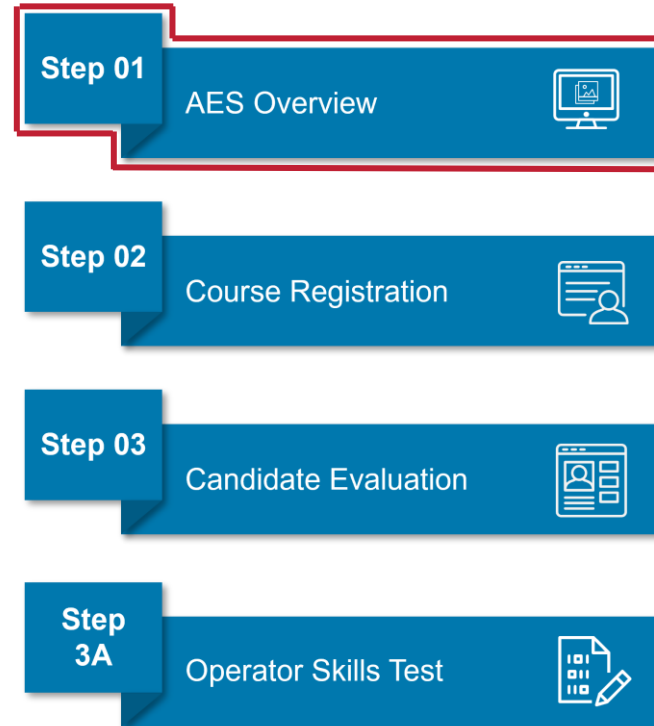 Step 01
AES Overview
Step 02
Course Registration
Step 03
Candidate Evaluation
Step
3A
Operator Skills Test